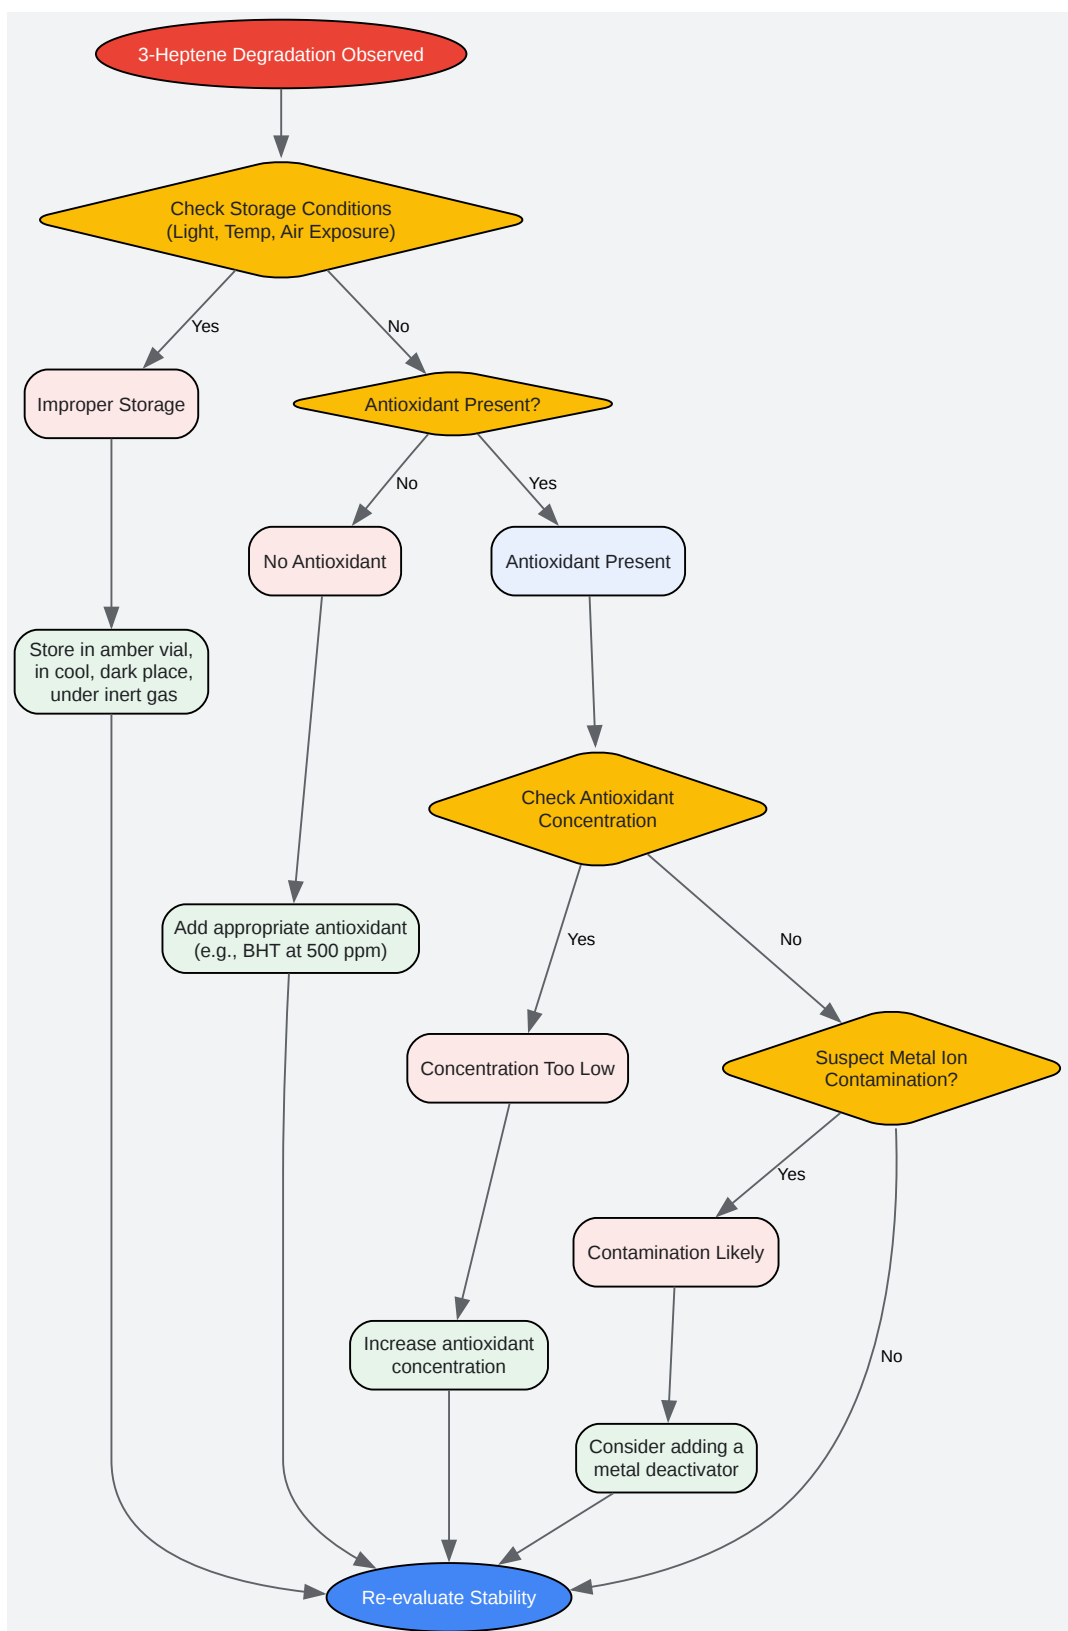 3-Heptene Degradation Observed
Check Storage Conditions
(Light, Temp, Air Exposure)
Yes
No
Improper Storage
Antioxidant Present?
No
Yes
No Antioxidant
Antioxidant Present
Store in amber vial,
in cool, dark place,
under inert gas
Check Antioxidant
Concentration
Add appropriate antioxidant
(e.g., BHT at 500 ppm)
Yes
No
Concentration Too Low
Suspect Metal Ion
Contamination?
Yes
Contamination Likely
No
Increase antioxidant
concentration
Consider adding a
metal deactivator
Re-evaluate Stability